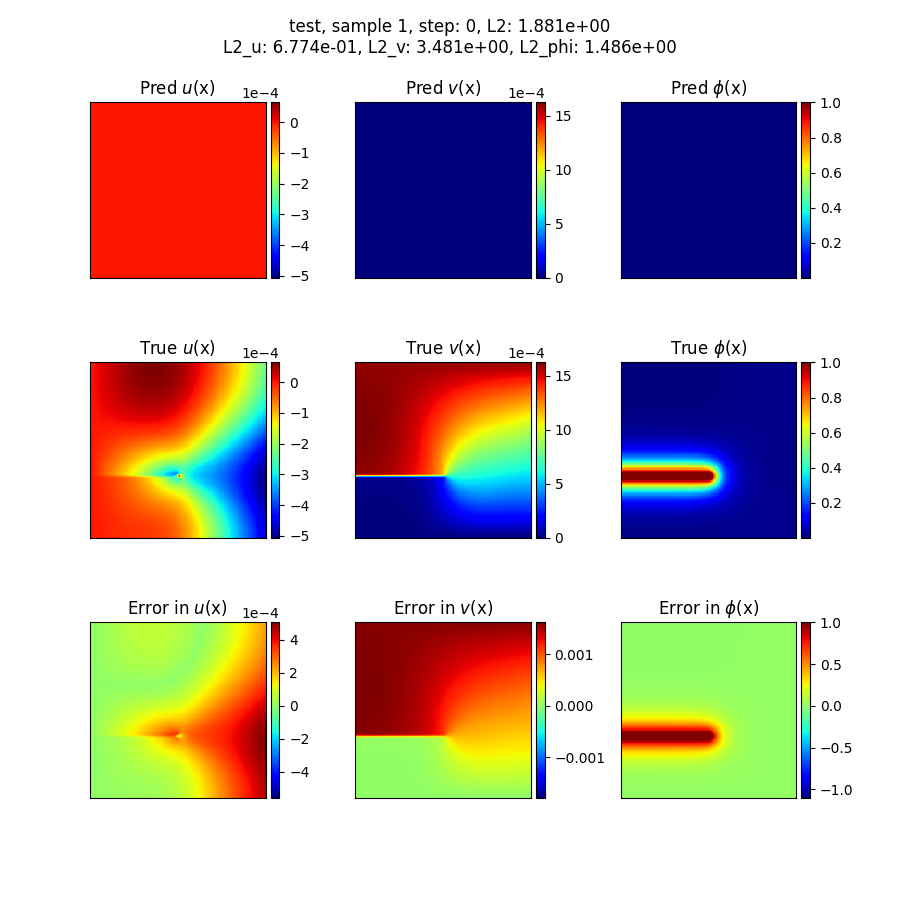 test, sample 1, step: 0, L2: 1.881e+00
L2_u: 6.774e-01, L2_v: 3.481e+00, L2_phi: 1.486e+00
Pred u(x)
1e−4
0
−1
−2
−3
−4
−5
Pred v(x)
1e−4
15
10
5
0
Pred ϕ(x)
1.0
0.8
0.6
0.4
0.2
True u(x)
1e−4
0
−1
−2
−3
−4
−5
True v(x)
1e−4
15
10
5
0
True ϕ(x)
1.0
0.8
0.6
0.4
0.2
Error in u(x)
1e−4
4
2
0
−2
−4
Error in v(x)
0.001
0.000
−0.001
Error in ϕ(x)
1.0
0.5
0.0
−0.5
−1.0